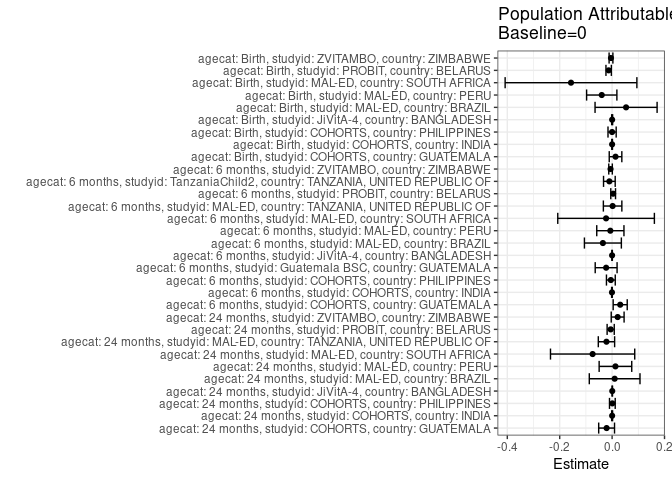 Population Attributable
Baseline=0
agecat: Birth, studyid: ZVITAMBO, country: ZIMBABWE
agecat: Birth, studyid: PROBIT, country: BELARUS
agecat: Birth, studyid: MAL-ED, country: SOUTH AFRICA
agecat: Birth, studyid: MAL-ED, country: PERU
agecat: Birth, studyid: MAL-ED, country: BRAZIL
agecat: Birth, studyid: JiVitA-4, country: BANGLADESH
agecat: Birth, studyid: COHORTS, country: PHILIPPINES
agecat: Birth, studyid: COHORTS, country: INDIA
agecat: Birth, studyid: COHORTS, country: GUATEMALA
agecat: 6 months, studyid: ZVITAMBO, country: ZIMBABWE
agecat: 6 months, studyid: TanzaniaChild2, country: TANZANIA, UNITED REPUBLIC OF
agecat: 6 months, studyid: PROBIT, country: BELARUS
agecat: 6 months, studyid: MAL-ED, country: TANZANIA, UNITED REPUBLIC OF
agecat: 6 months, studyid: MAL-ED, country: SOUTH AFRICA
agecat: 6 months, studyid: MAL-ED, country: PERU
agecat: 6 months, studyid: MAL-ED, country: BRAZIL
agecat: 6 months, studyid: JiVitA-4, country: BANGLADESH
agecat: 6 months, studyid: Guatemala BSC, country: GUATEMALA
agecat: 6 months, studyid: COHORTS, country: PHILIPPINES
agecat: 6 months, studyid: COHORTS, country: INDIA
agecat: 6 months, studyid: COHORTS, country: GUATEMALA
agecat: 24 months, studyid: ZVITAMBO, country: ZIMBABWE
agecat: 24 months, studyid: PROBIT, country: BELARUS
agecat: 24 months, studyid: MAL-ED, country: TANZANIA, UNITED REPUBLIC OF
agecat: 24 months, studyid: MAL-ED, country: SOUTH AFRICA
agecat: 24 months, studyid: MAL-ED, country: PERU
agecat: 24 months, studyid: MAL-ED, country: BRAZIL
agecat: 24 months, studyid: JiVitA-4, country: BANGLADESH
agecat: 24 months, studyid: COHORTS, country: PHILIPPINES
agecat: 24 months, studyid: COHORTS, country: INDIA
agecat: 24 months, studyid: COHORTS, country: GUATEMALA
-0.4 -0.2 0.0 0.2
Estimate